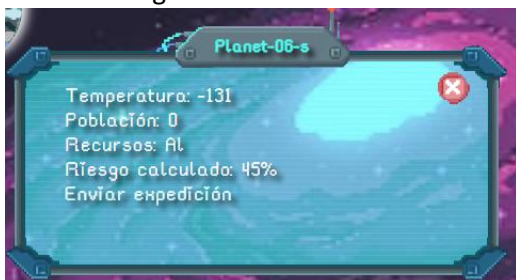 Planet-06-s
Temperatura: -131
Población: 0
Recursos: Al
Riesgo calculado: 45%
Enviar expedición